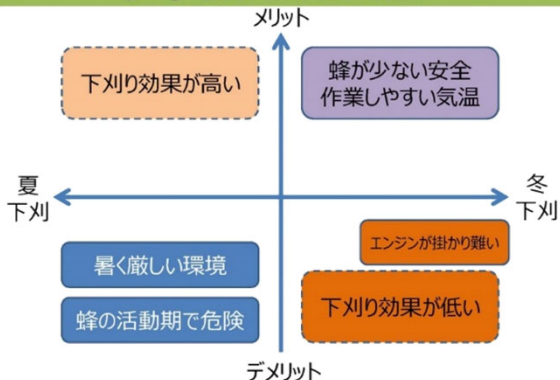 メリット
下刈り効果が高い
蜂が少ない安全
作業しやすい気温
夏
下刈
冬
下刈
エンジンが掛かり難い
暑く厳しい環境
下刈り効果が低い
蜂の活動期で危険
デメリット